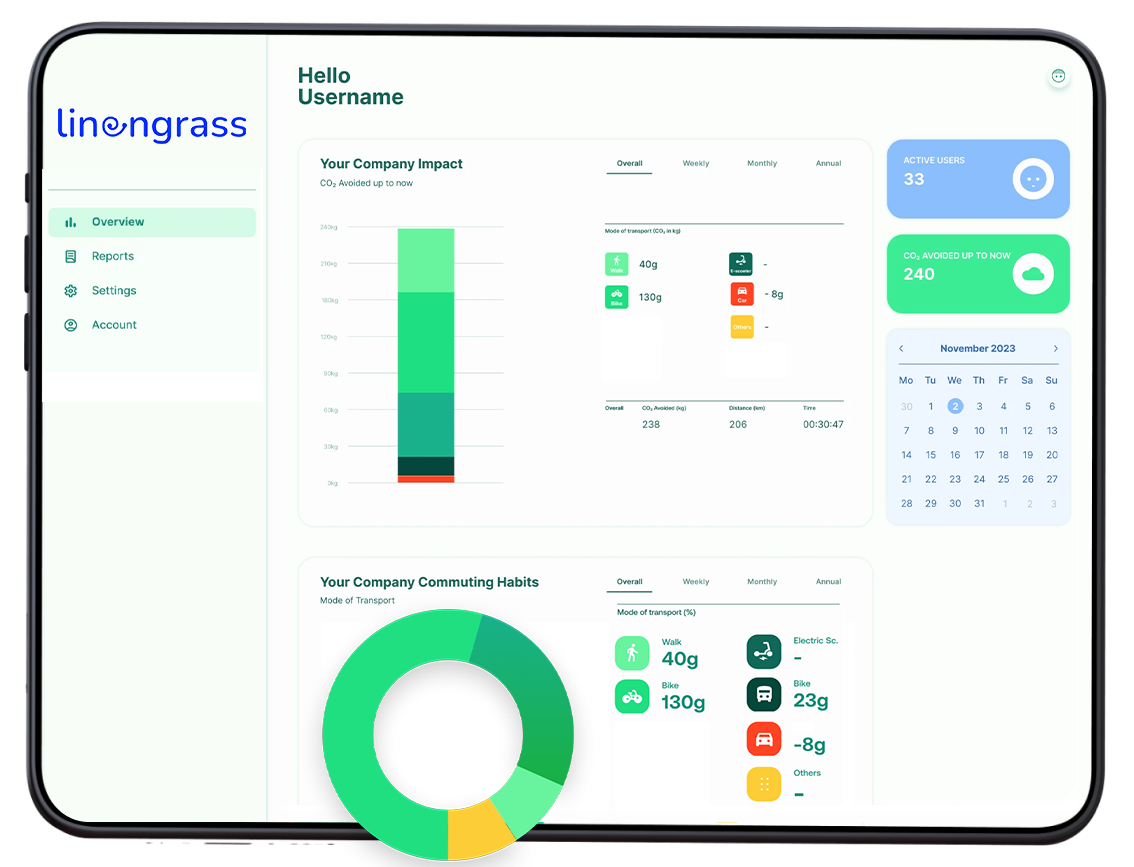 linengrass
Overview
Reports
Settings
Account
Hello
Username
Your Company Impact
CO₂ Avoided up to now
Overall Weekly Monthly Annual
240kg
210kg
180kg
120kg
90kg
60kg
30kg
0kg
Mode of transport (CO₂ in kg)
Walk 40g
E-scooter -
Bike 130g
Car - 8g
Others -
Overall CO₂ Avoided (kg) Distance (km) Time
238 206 00:30:47
ACTIVE USERS
33
CO₂ AVOIDED UP TO NOW
240
< November 2023 >
Mo Tu We Th Fr Sa Su
30 1 2 3 4 5 6
7 8 9 10 11 12 13
14 15 16 17 18 19 20
21 22 23 24 25 26 27
28 29 30 31 1 2 3
Your Company Commuting Habits
Mode of Transport
Overall Weekly Monthly Annual
Mode of transport (%)
Walk
40g
Electric Sc.
-
Bike
130g
Bike
23g
-8g
Others
-